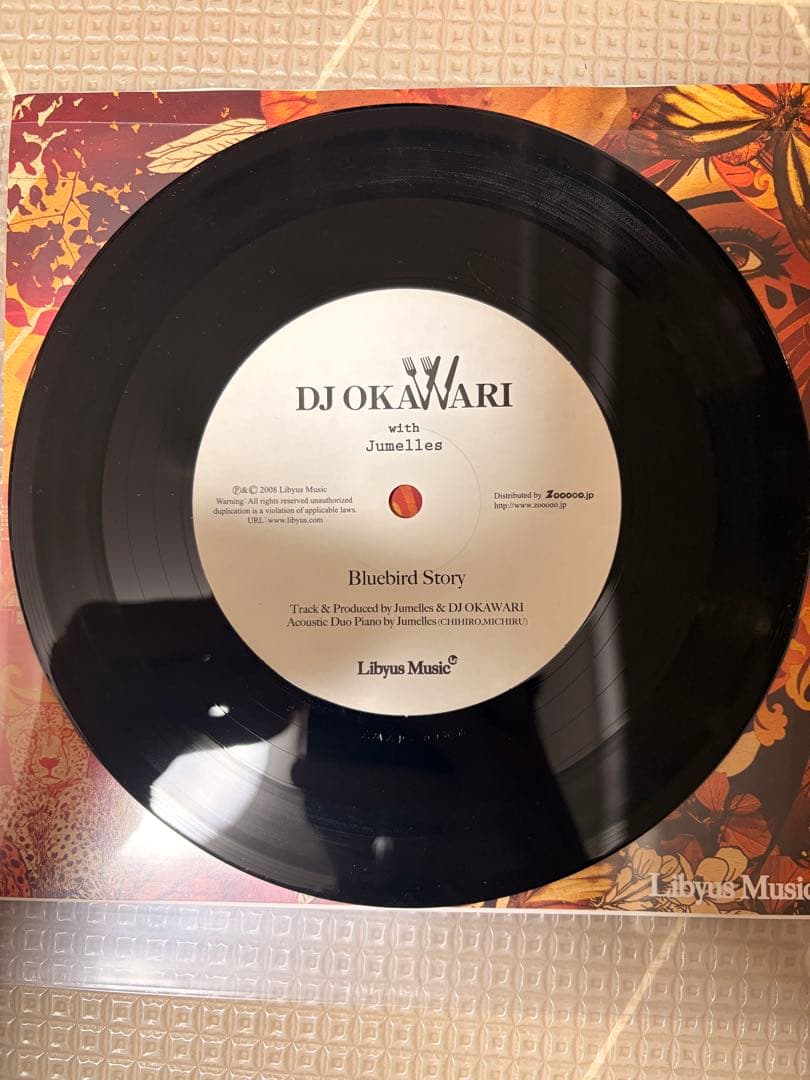 DJ OKAWARI
with
Jumelles
Ⓟ&Ⓒ 2008 Libyus Music
Warning:All rights reserved unauthorized
duplication is a violation of applicable laws.
URL:www.libyus.com
Distributed by Zooooo.jp
http://www.zooooo.jp
Bluebird Story
Track & Produced by Jumelles & DJ OKAWARI
Acoustic Duo Piano by Jumelles (CHIHIRO,MICHIRU)
Libyus Music
Libyus Music